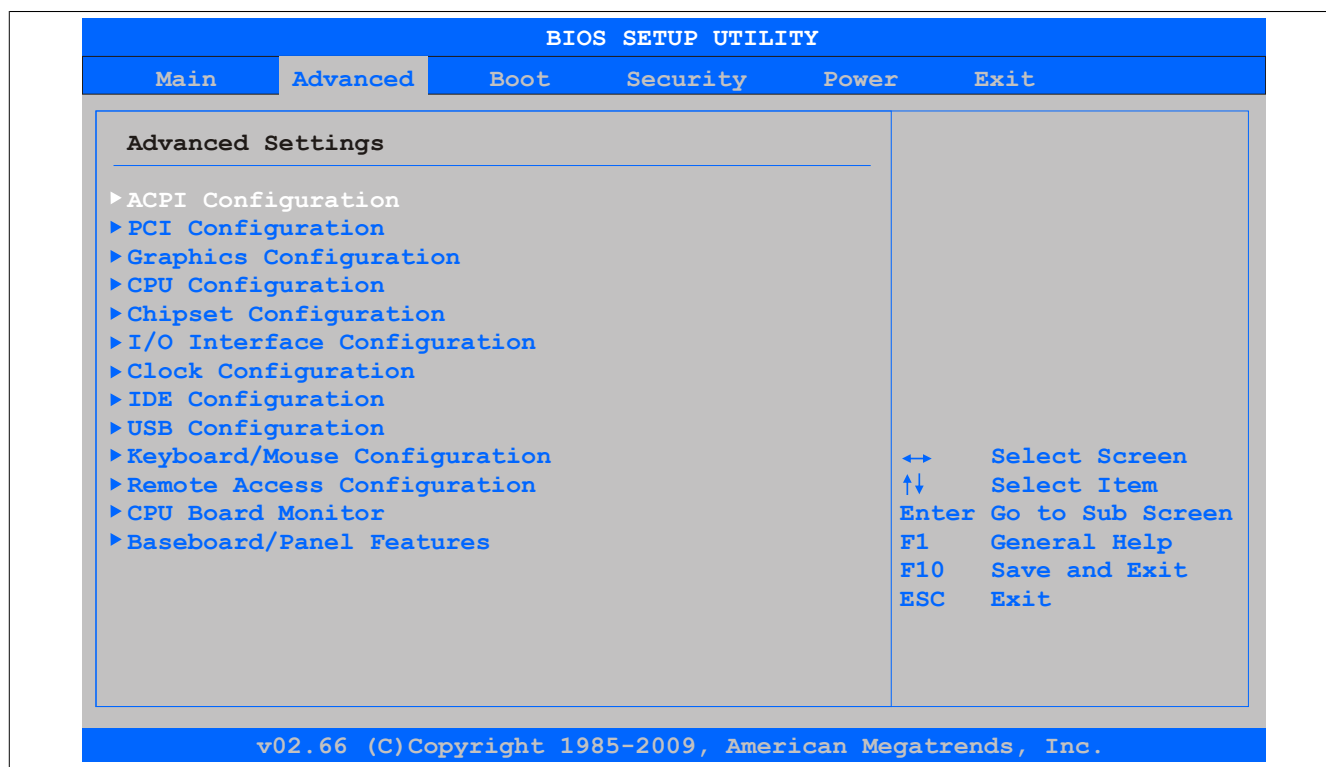 BIOS SETUP UTILITY
Main Advanced Boot Security Power Exit
Advanced Settings
ACPI Configuration
PCI Configuration
Graphics Configuration
CPU Configuration
Chipset Configuration
I/O Interface Configuration
Clock Configuration
IDE Configuration
USB Configuration
Keyboard/Mouse Configuration
Remote Access Configuration
CPU Board Monitor
Baseboard/Panel Features
↔ Select Screen
↑↓ Select Item
Enter Go to Sub Screen
F1 General Help
F10 Save and Exit
ESC Exit
v02.66 (C)Copyright 1985-2009, American Megatrends, Inc.